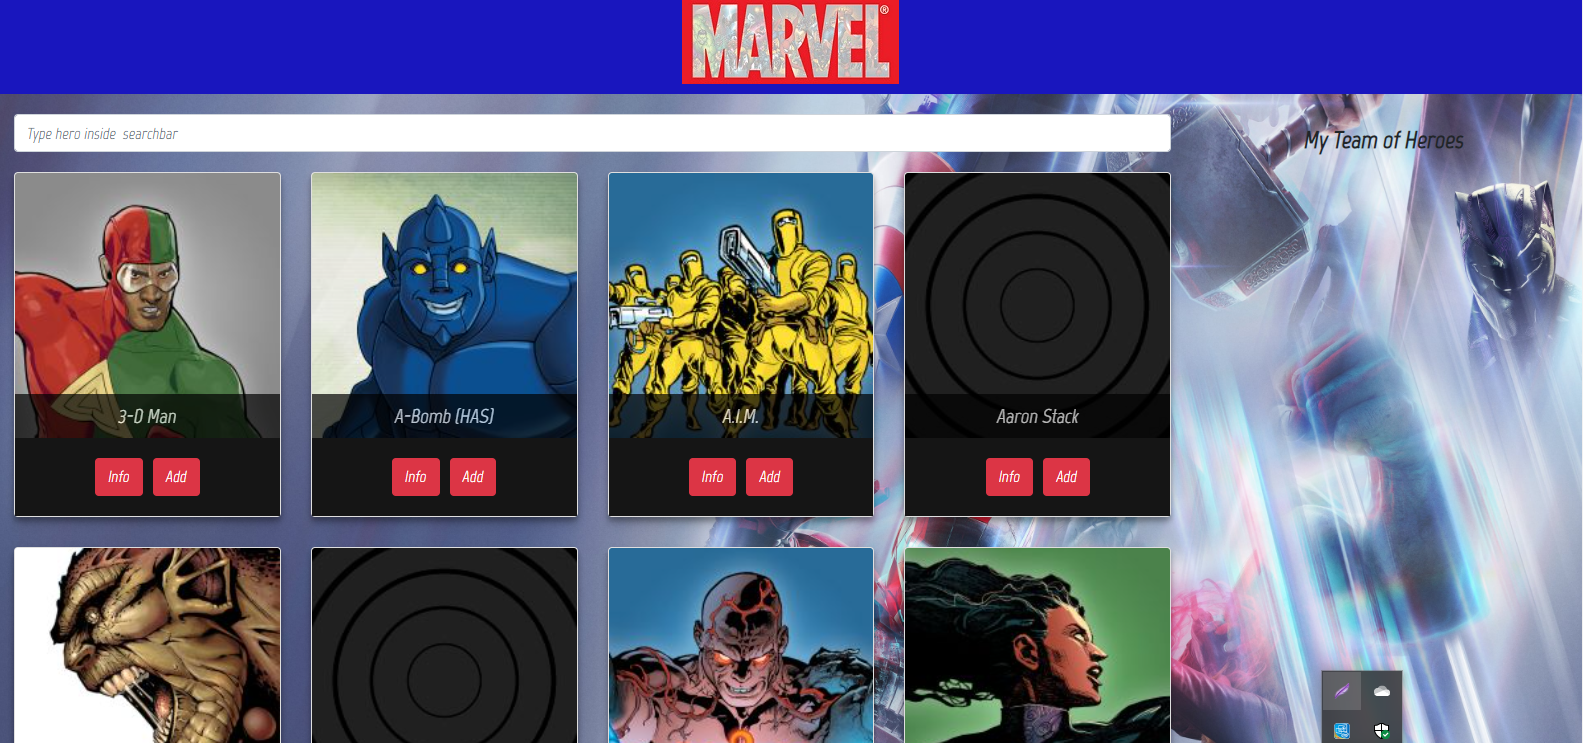 MARVEL®
Type hero inside searchbar
My Team of Heroes
3-D Man
A-Bomb (HAS)
A.I.M.
Aaron Stack
Info Add
Info Add
Info Add
Info Add